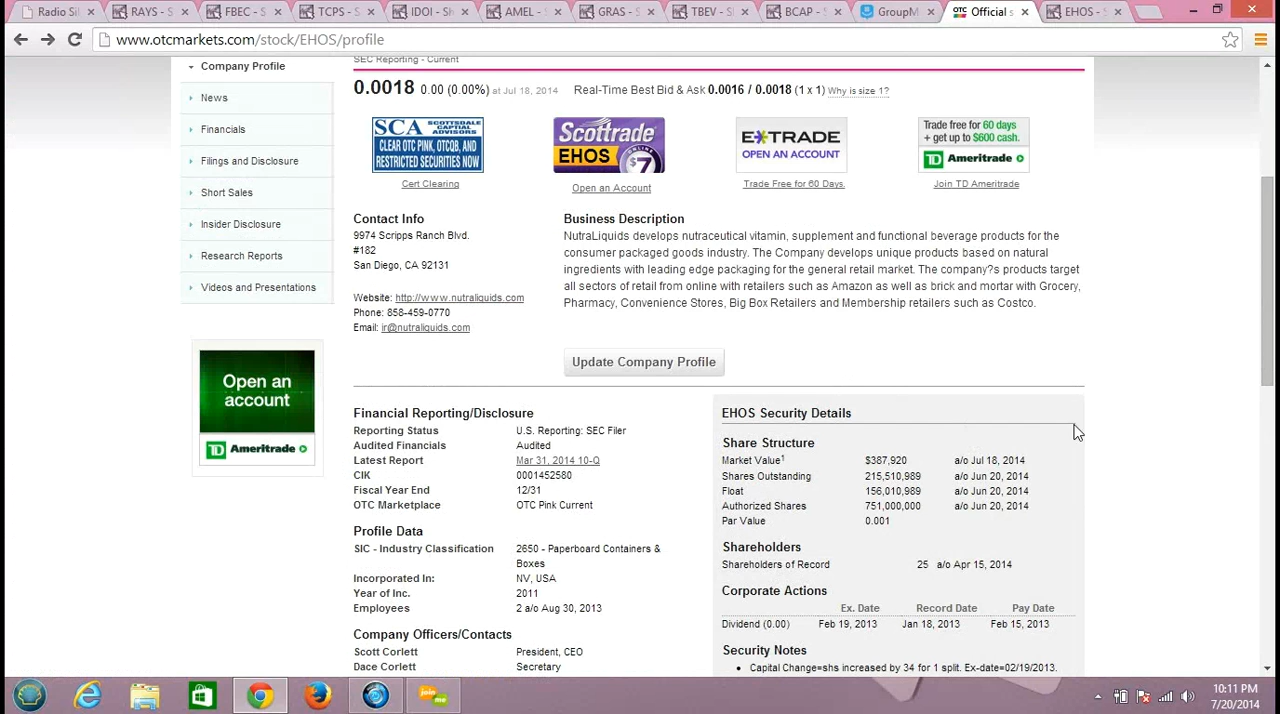 Radio Si
RAYS - S
FBEC - S
TCPS - S
IDOI - Sh
AMEL -
GRAS -
TBEV - S
BCAP -
GroupM
OTC Official s
EHOS -
www.otcmarkets.com/stock/EHOS/profile
Company Profile
News
Financials
Filings and Disclosure
Short Sales
Insider Disclosure
Research Reports
Videos and Presentations
Open an
account
Ameritrade
SEC Reporting - Current
0.0018 0.00 (0.00%) at Jul 18, 2014 Real-Time Best Bid & Ask 0.0016 / 0.0018 (1 x 1) Why is size 1?
SCA SCOTTSDALE CAPITAL ADVISORS
CLEAR OTC PINK, OTCQB, AND RESTRICTED SECURITIES NOW
Cert Clearing
Scottrade
EHOS $7
Open an Account
E*TRADE
OPEN AN ACCOUNT
Trade Free for 60 Days.
Trade free for 60 days
+ get up to $600 cash.
TD Ameritrade
Join TD Ameritrade
Contact Info
9974 Scripps Ranch Blvd.
#182
San Diego, CA 92131
Website: http://www.nutraliquids.com
Phone: 858-459-0770
Email: ir@nutraliquids.com
Business Description
NutraLiquids develops nutraceutical vitamin, supplement and functional beverage products for the
consumer packaged goods industry. The Company develops unique products based on natural
ingredients with leading edge packaging for the general retail market. The company?s products target
all sectors of retail from online with retailers such as Amazon as well as brick and mortar with Grocery,
Pharmacy, Convenience Stores, Big Box Retailers and Membership retailers such as Costco.
Update Company Profile
Financial Reporting/Disclosure
Reporting Status U.S. Reporting: SEC Filer
Audited Financials Audited
Latest Report Mar 31, 2014 10-Q
CIK 0001452580
Fiscal Year End 12/31
OTC Marketplace OTC Pink Current
Profile Data
SIC - Industry Classification 2650 - Paperboard Containers &
Boxes
Incorporated In: NV, USA
Year of Inc. 2011
Employees 2 a/o Aug 30, 2013
Company Officers/Contacts
Scott Corlett President, CEO
Dace Corlett Secretary
EHOS Security Details
Share Structure
Market Value1 $387,920 a/o Jul 18, 2014
Shares Outstanding 215,510,989 a/o Jun 20, 2014
Float 156,010,989 a/o Jun 20, 2014
Authorized Shares 751,000,000 a/o Jun 20, 2014
Par Value 0.001
Shareholders
Shareholders of Record 25 a/o Apr 15, 2014
Corporate Actions
Ex. Date Record Date Pay Date
Dividend (0.00) Feb 19, 2013 Jan 18, 2013 Feb 15, 2013
Security Notes
• Capital Change=shs increased by 34 for 1 split. Ex-date=02/19/2013.
join me
10:11 PM
7/20/2014